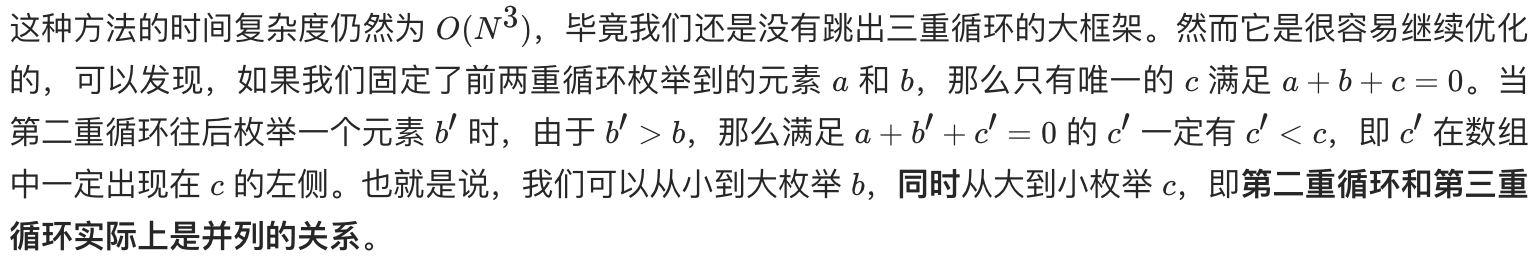 这种方法的时间复杂度仍然为 O(N³)，毕竟我们还是没有跳出三重循环的大框架。然而它是很容易继续优化
的，可以发现，如果我们固定了前两重循环枚举到的元素 a 和 b，那么只有唯一的 c 满足 a + b + c = 0。当
第二重循环往后枚举一个元素 b′ 时，由于 b′ > b，那么满足 a + b′ + c′ = 0 的 c′ 一定有 c′ < c，即 c′ 在数组
中一定出现在 c 的左侧。也就是说，我们可以从小到大枚举 b，同时从大到小枚举 c，即第二重循环和第三重
循环实际上是并列的关系。